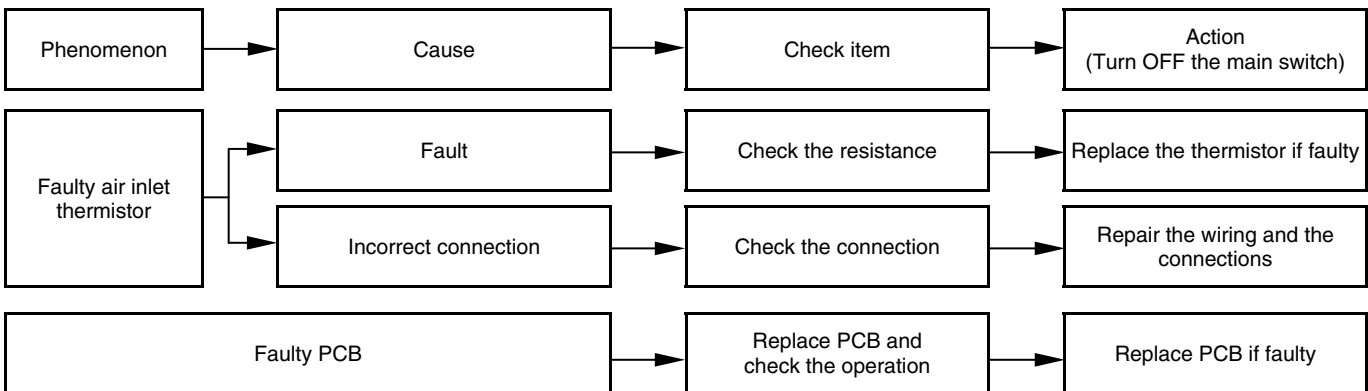 Phenomenon
Cause
Check item
Action
(Turn OFF the main switch)
Faulty air inlet
thermistor
Fault
Check the resistance
Replace the thermistor if faulty
Incorrect connection
Check the connection
Repair the wiring and the
connections
Faulty PCB
Replace PCB and
check the operation
Replace PCB if faulty